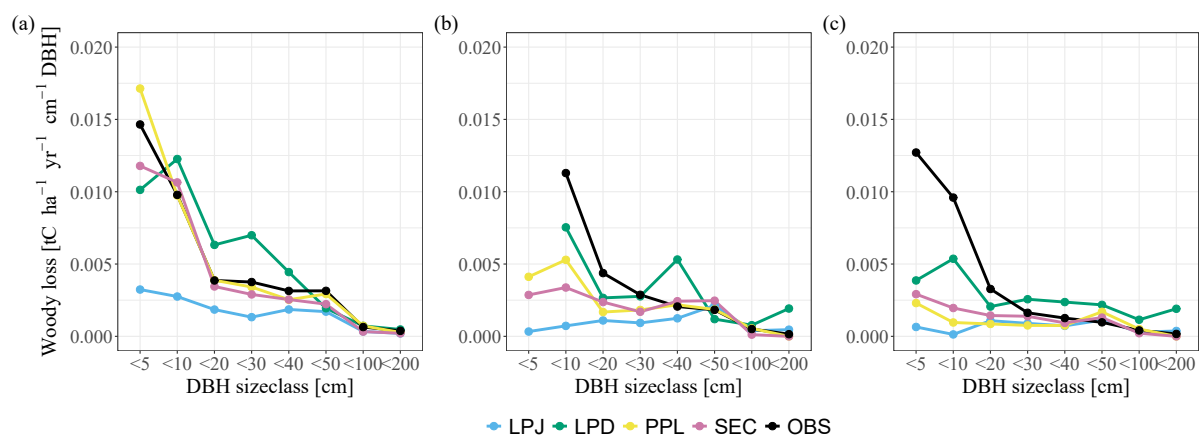 (a) (b) (c)
Woody loss [tC ha⁻¹ yr⁻¹ cm⁻¹ DBH]
0.020 0.020 0.020
0.015 0.015 0.015
0.010 0.010 0.010
0.005 0.005 0.005
0.000 0.000 0.000
<5 <10 <20 <30 <40 <50 <100 <200 <5 <10 <20 <30 <40 <50 <100 <200 <5 <10 <20 <30 <40 <50 <100 <200
DBH sizeclass [cm] DBH sizeclass [cm] DBH sizeclass [cm]
LPJ LPD PPL SEC OBS